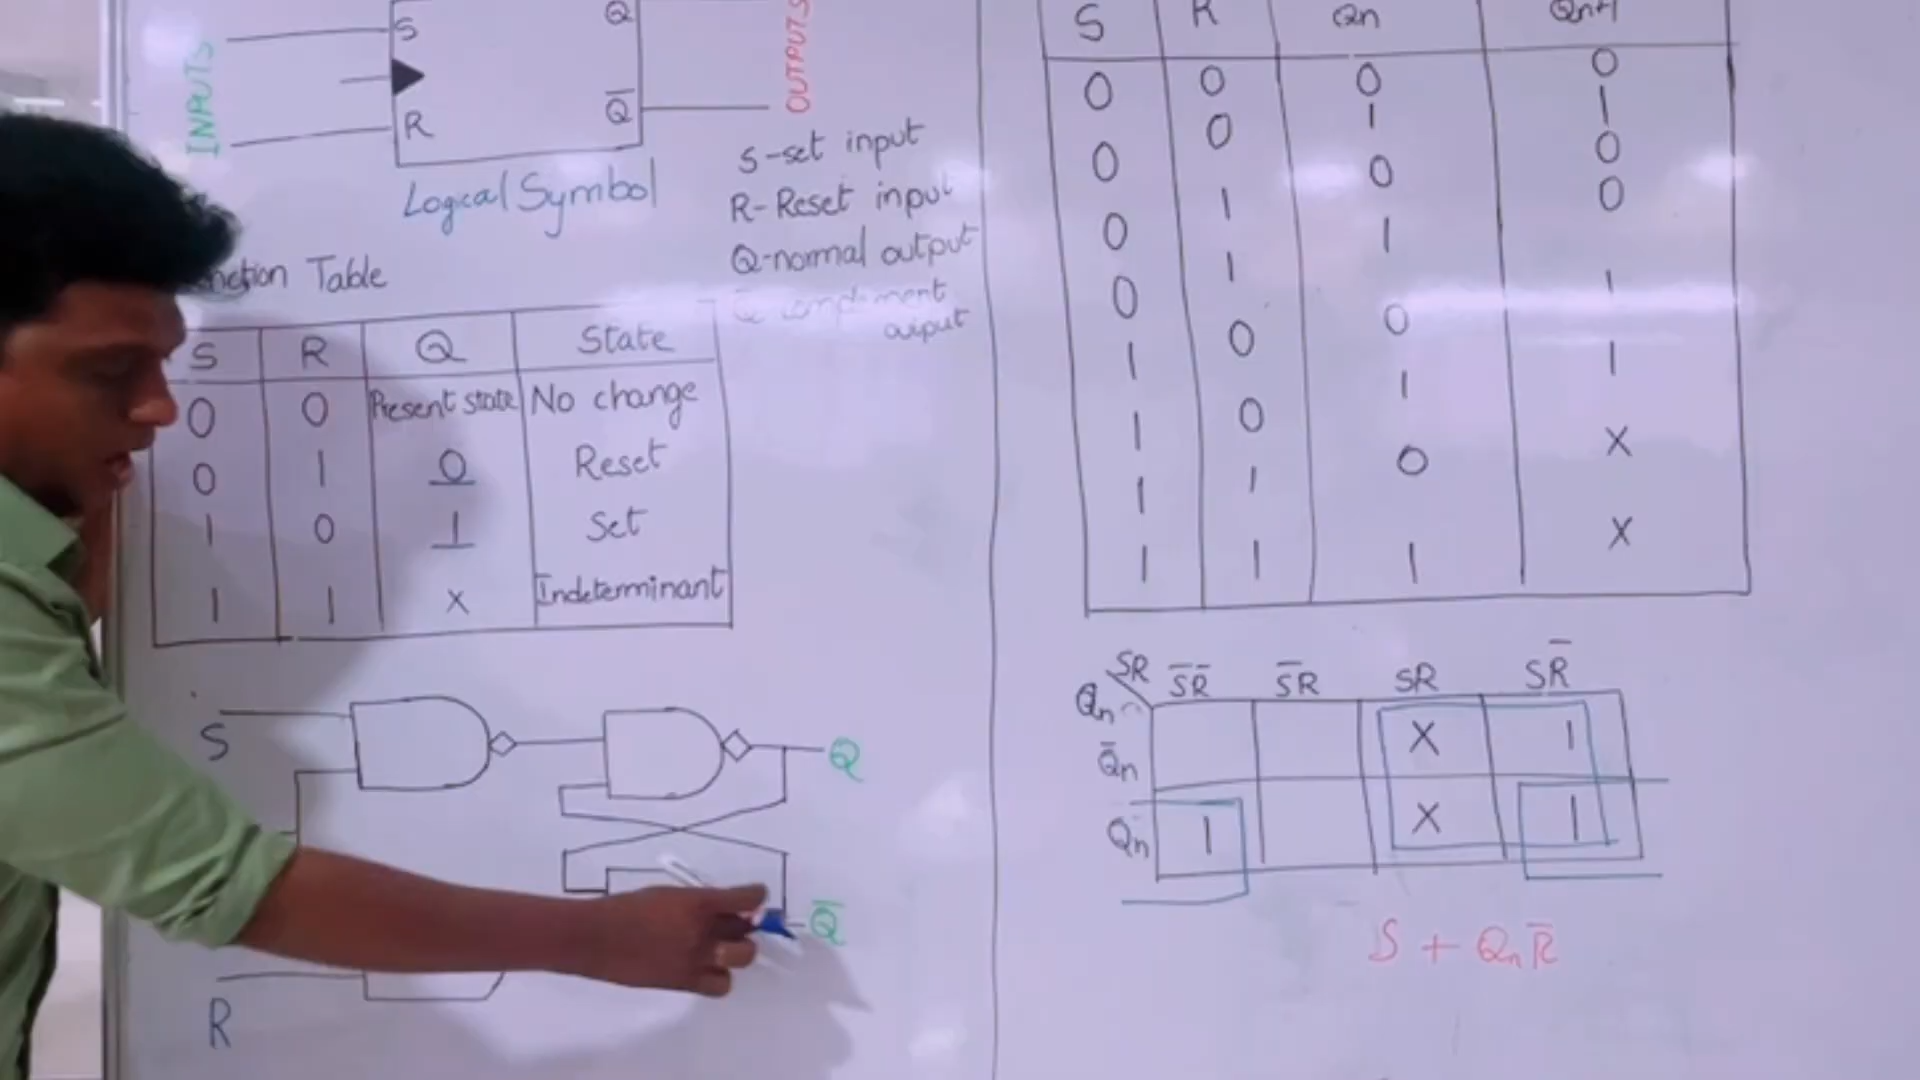 INPUTS
S
R
Q
Q̅
OUTPUTS
Logical Symbol
S-set input
R-Reset input
Q-normal output
complement
output
Table
S R Q State
0 0 Present state No change
0 1 0 Reset
1 0 1 Set
1 1 X Indeterminant
S
Q
Q̅
R
S R Qn Qn+1
0 0 0 0
0 0 1 1
0 1 0 0
0 1 1 0
1 0 0 1
1 0 1 1
1 1 0 X
1 1 1 X
SR S̅R̅ S̅R SR SR̅
Qn
Q̅n X 1
Qn 1 X 1
S + QnR̅